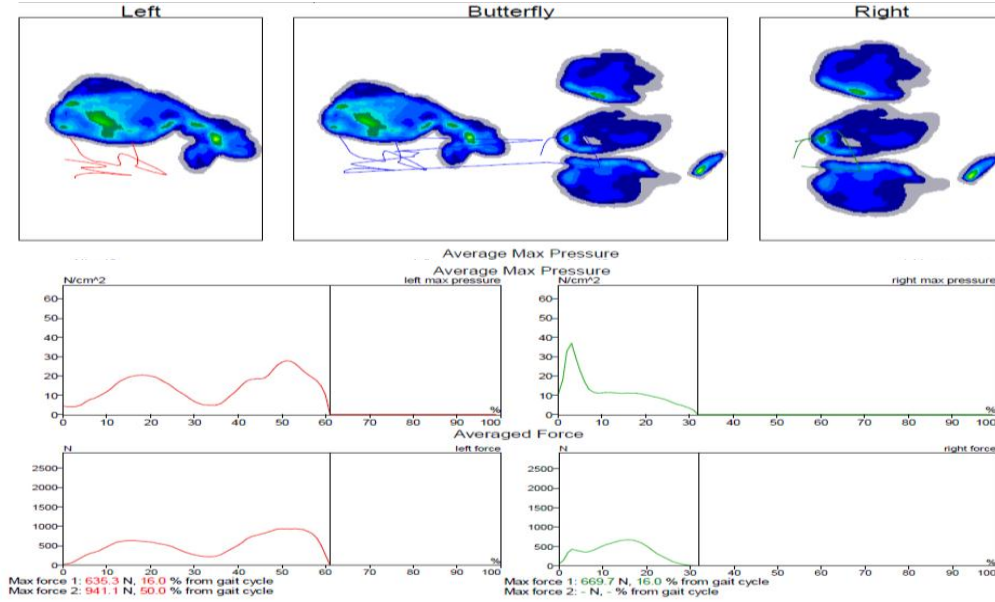 Left Butterfly Right
Average Max Pressure
Average Max Pressure
N/cm^2 left max pressure N/cm^2 right max pressure
60 60
50 50
40 40
30 30
20 20
10 10
0 0
% %
0 10 20 30 40 50 60 70 80 90 100 0 10 20 30 40 50 60 70 80 90 100
Averaged Force
N left force N right force
2500 2500
2000 2000
1500 1500
1000 1000
500 500
0 0
% %
0 10 20 30 40 50 60 70 80 90 100 0 10 20 30 40 50 60 70 80 90 100
Max force 1: 635.3 N, 16.0 % from gait cycle Max force 1: 669.7 N, 16.0 % from gait cycle
Max force 2: 941.1 N, 50.0 % from gait cycle Max force 2: - N, - % from gait cycle